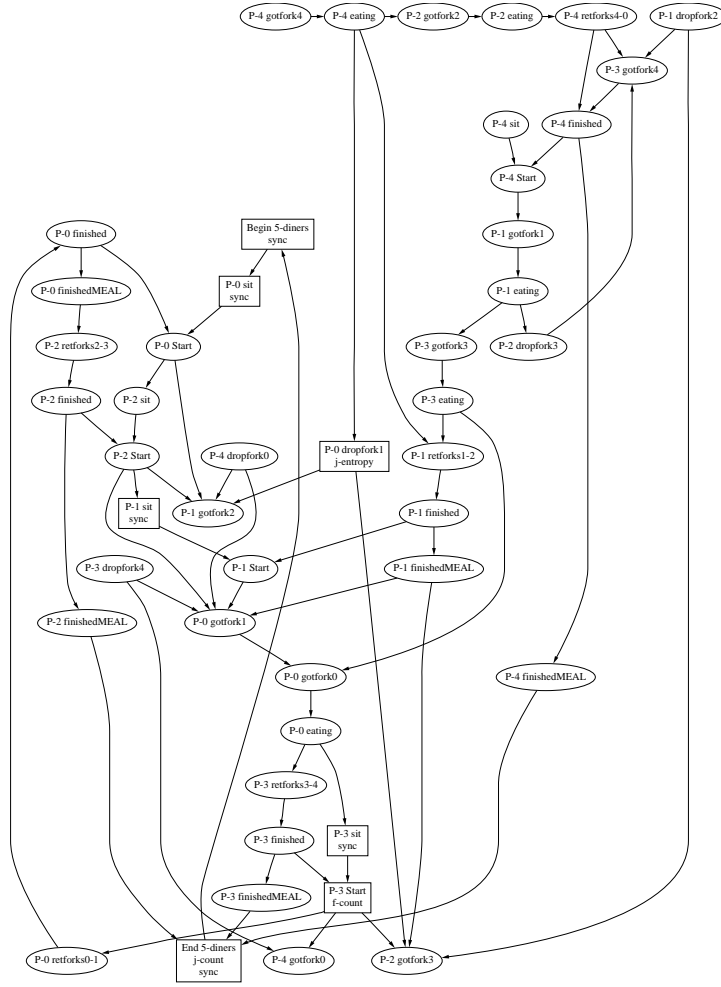 P-4 gotfork4
P-4 eating
P-2 gotfork2
P-2 eating
P-4 retforks4-0
P-1 dropfork2
P-3 gotfork4
P-4 sit
P-4 finished
P-4 Start
P-0 finished
Begin 5-diners
sync
P-1 gotfork1
P-0 finishedMEAL
P-0 sit
sync
P-1 eating
P-2 retforks2-3
P-0 Start
P-3 gotfork3
P-2 dropfork3
P-2 finished
P-2 sit
P-3 eating
P-2 Start
P-4 dropfork0
P-0 dropfork1
j-entropy
P-1 retforks1-2
P-1 sit
sync
P-1 gotfork2
P-1 finished
P-3 dropfork4
P-1 Start
P-1 finishedMEAL
P-2 finishedMEAL
P-0 gotfork1
P-0 gotfork0
P-4 finishedMEAL
P-0 eating
P-3 retforks3-4
P-3 finished
P-3 sit
sync
P-3 finishedMEAL
P-3 Start
f-count
P-0 retforks0-1
End 5-diners
j-count
sync
P-4 gotfork0
P-2 gotfork3